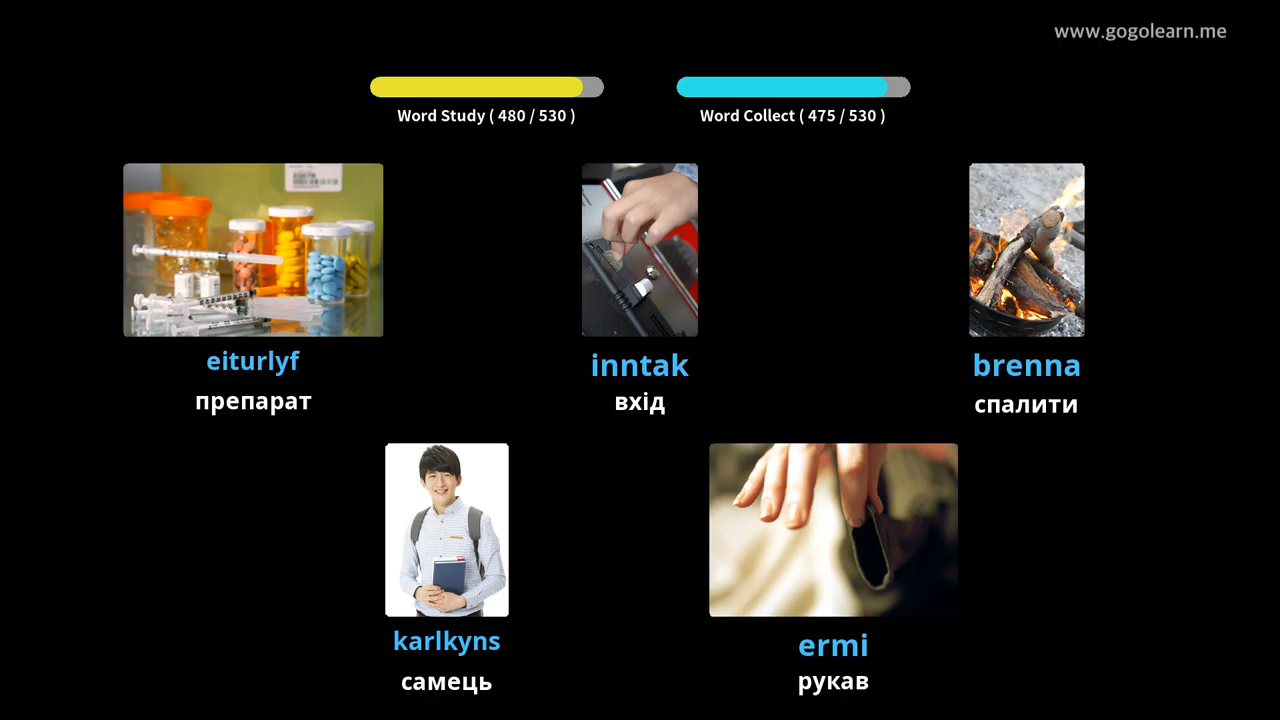 www.gogolearn.me
Word Study ( 480 / 530 )
Word Collect ( 475 / 530 )
eiturlyf
препарат
inntak
вхід
brenna
спалити
karlkyns
самець
ermi
рукав